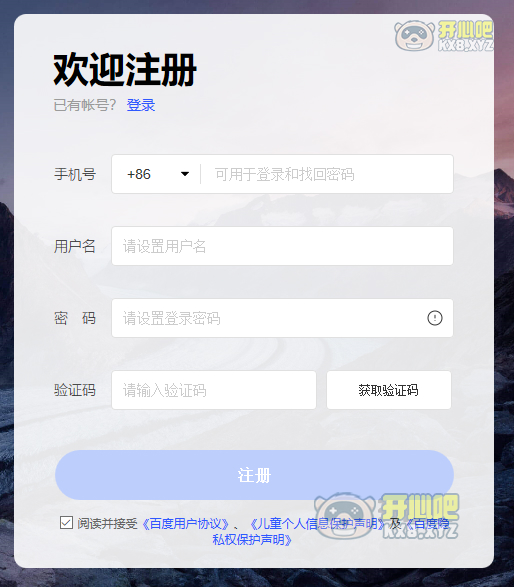 开心吧
KX8.XYZ
欢迎注册
已有帐号? 登录
手机号 +86 可用于登录和找回密码
用户名 请设置用户名
密 码 请设置登录密码
验证码 请输入验证码 获取验证码
注册
阅读并接受《百度用户协议》、《儿童个人信息保护声明》及《百度隐
私权保护声明》
开心吧
KX8.XYZ